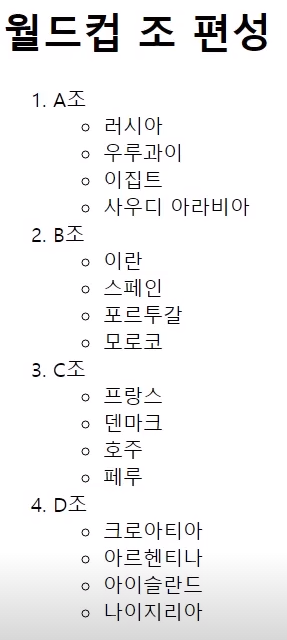 월드컵 조 편성
1. A조
러시아
우루과이
이집트
사우디 아라비아
2. B조
이란
스페인
포르투갈
모로코
3. C조
프랑스
덴마크
호주
페루
4. D조
크로아티아
아르헨티나
아이슬란드
나이지리아